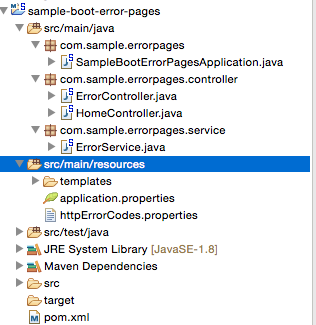 sample-boot-error-pages
src/main/java
com.sample.errorpages
SampleBootErrorPagesApplication.java
com.sample.errorpages.controller
ErrorController.java
HomeController.java
com.sample.errorpages.service
ErrorService.java
src/main/resources
templates
application.properties
httpErrorCodes.properties
src/test/java
JRE System Library [JavaSE-1.8]
Maven Dependencies
src
target
pom.xml